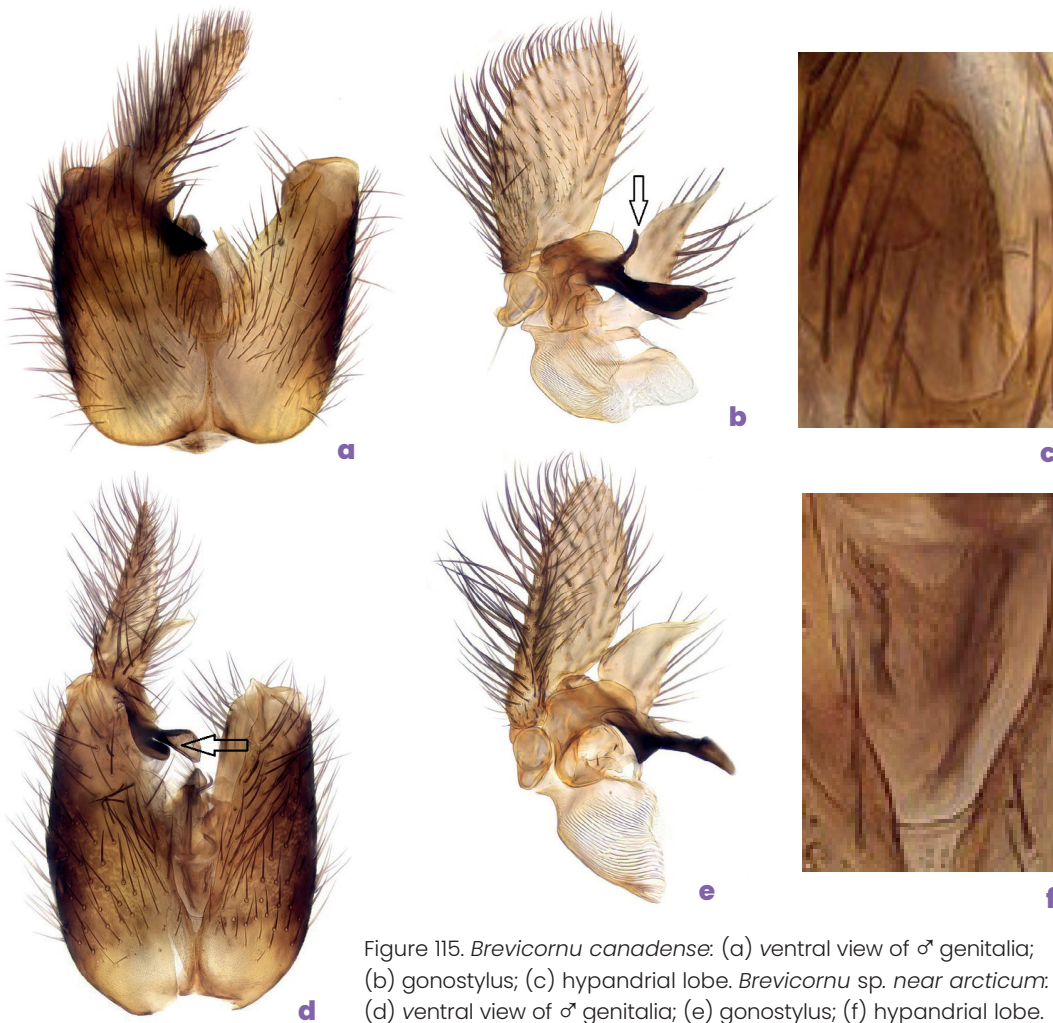 a
b
c
d
e
f
Figure 115. Brevicornu canadense: (a) ventral view of ♂ genitalia;
(b) gonostylus; (c) hypandrial lobe. Brevicornu sp. near arcticum:
(d) ventral view of ♂ genitalia; (e) gonostylus; (f) hypandrial lobe.